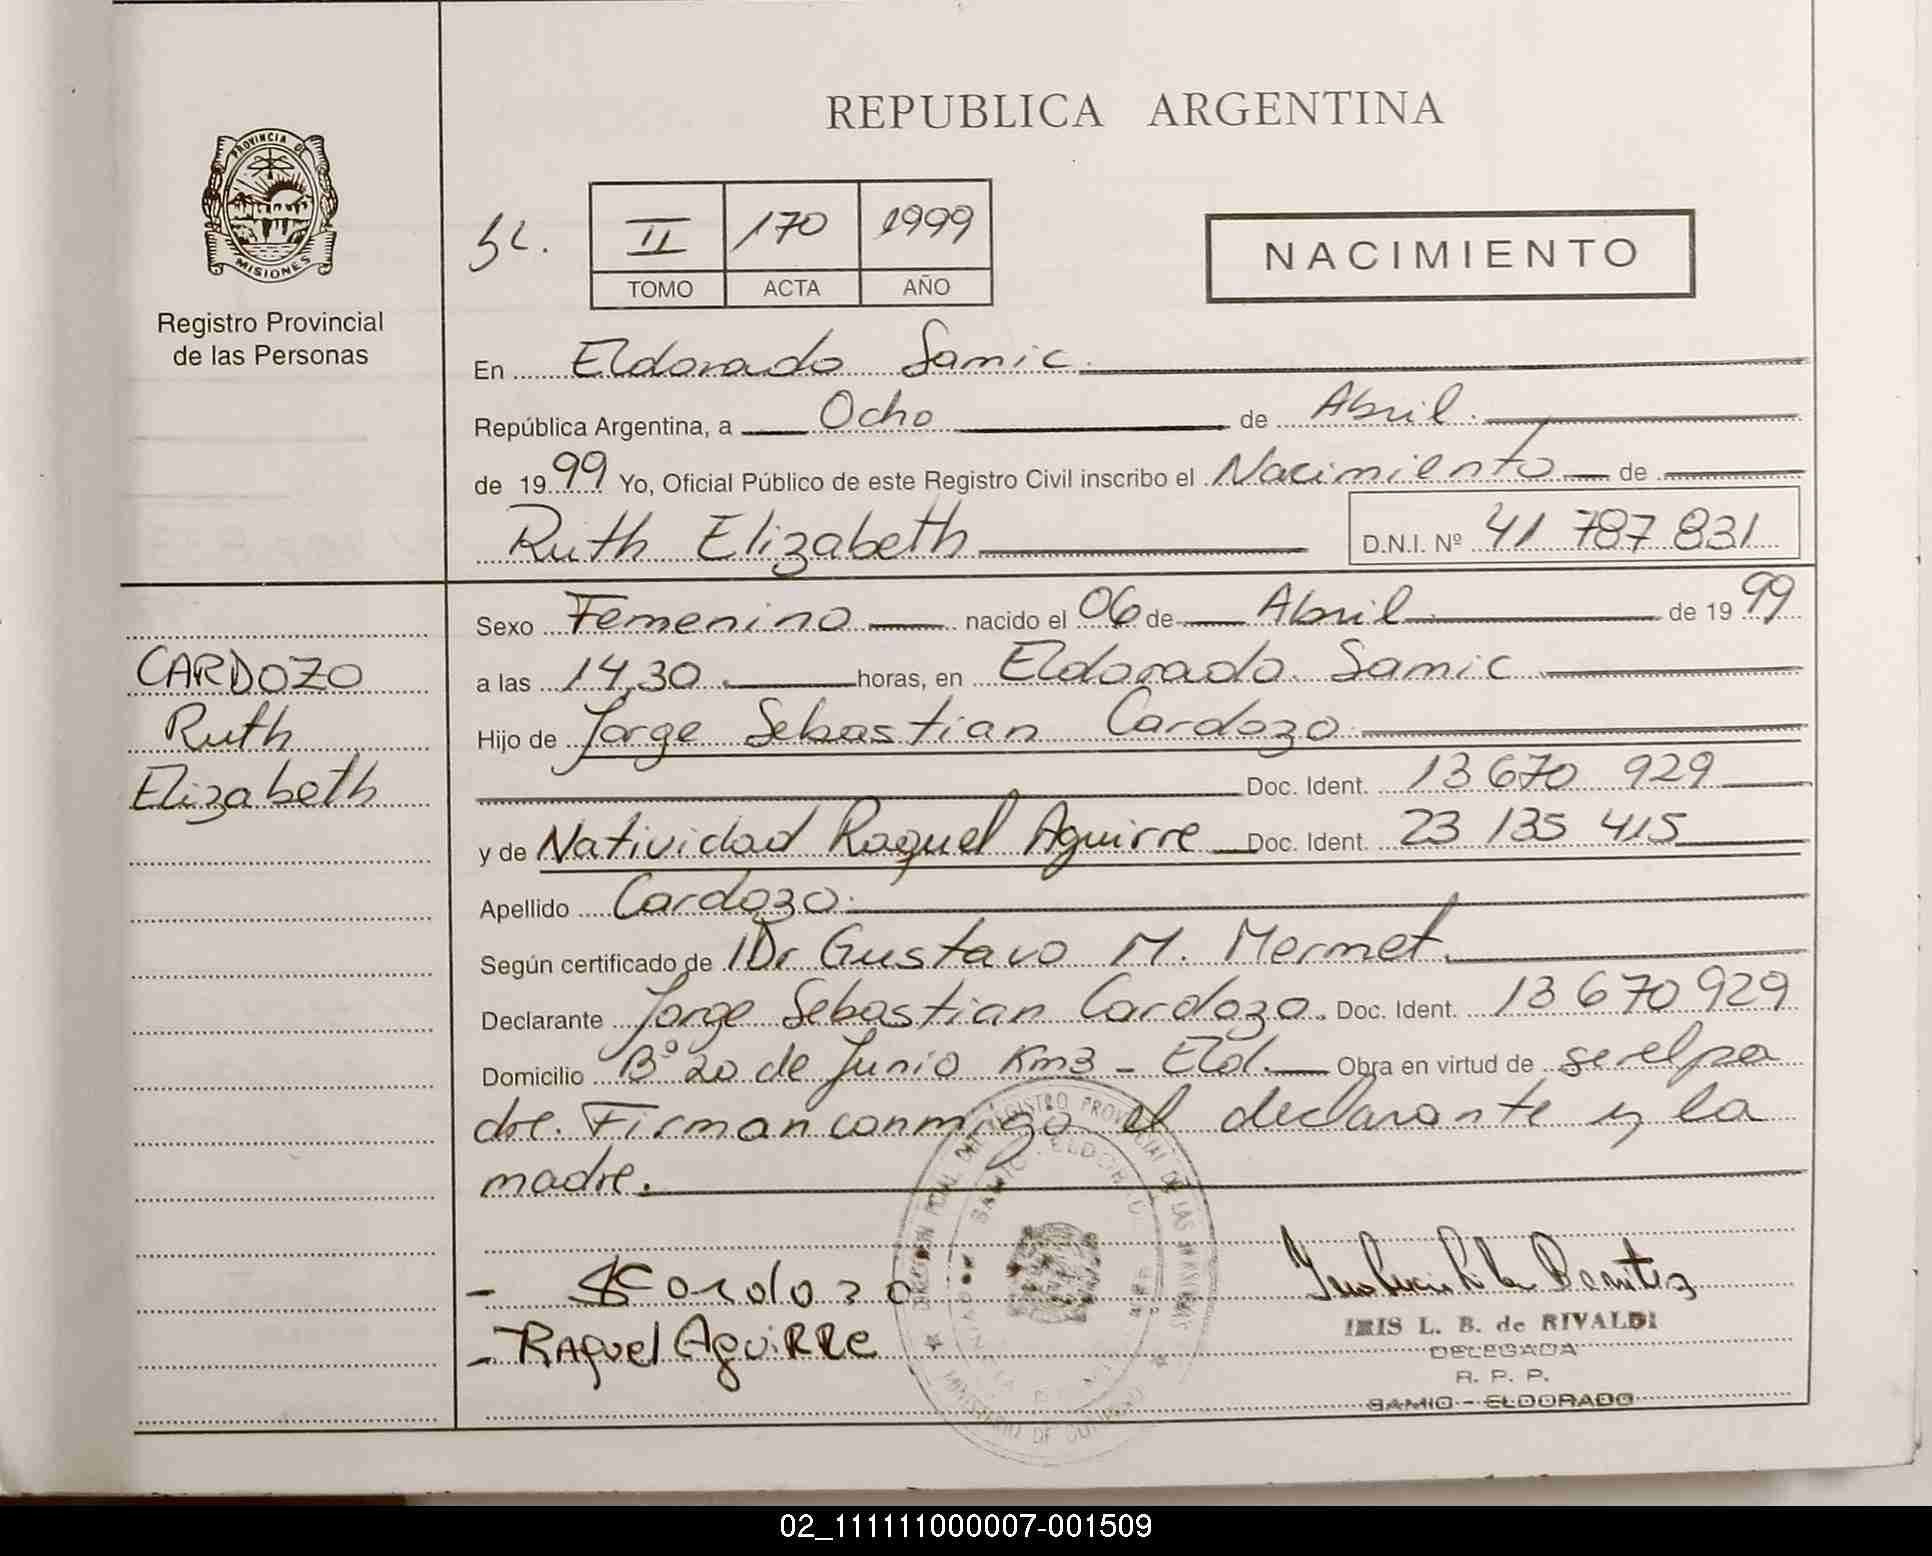 REPUBLICA ARGENTINA
PROVINCIA DE
MISIONES
Registro Provincial
de las Personas
II 170 1999
TOMO ACTA AÑO
NACIMIENTO
En Eldorado Samic.
República Argentina, a Ocho de Abril.
de 1999 Yo, Oficial Público de este Registro Civil inscribo el Nacimiento de
Ruth Elizabeth D.N.I. Nº 41 787 831
CARDOZO
Ruth
Elizabeth
Sexo Femenino nacido el 06 de Abril de 1999
a las 14,30 horas, en Eldorado Samic
Hijo de Jorge Sebastian Cardozo
Doc. Ident. 13 670 929
y de Natividad Raquel Aguirre Doc. Ident. 23 135 415
Apellido Cardozo.
Según certificado de Dr Gustavo M. Mermet.
Declarante Jorge Sebastian Cardozo. Doc. Ident. 13 670 929
Domicilio Bº 20 de Junio Km3 - Eld. Obra en virtud de ser el pa
dre. Firman conmigo el declarante y la
madre.
- Cardozo
- RAquel AguiRRe
IRIS L. B. de RIVALDI
DELEGADA
R. P. P.
SAMIC - ELDORADO
02_111111000007-001509